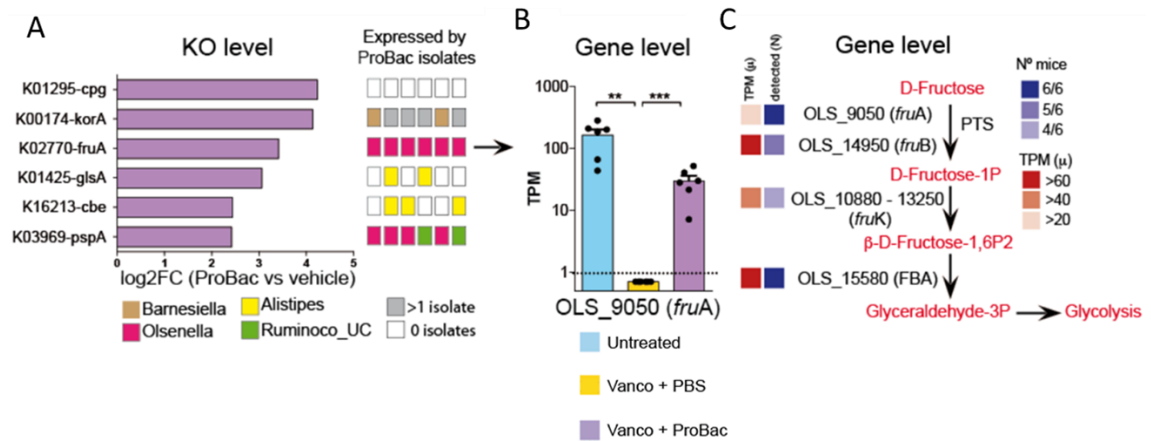 A
KO level
Expressed by
ProBac isolates
K01295-cpg
K00174-korA
K02770-fruA
K01425-glsA
K16213-cbe
K03969-pspA
0 1 2 3 4 5
log2FC (ProBac vs vehicle)
Barnesiella
Olsenella
Alistipes
Ruminoco_UC
>1 isolate
0 isolates
B
Gene level
** ***
TPM
1000
100
10
1
OLS_9050 (fruA)
Untreated
Vanco + PBS
Vanco + ProBac
C
Gene level
TPM (μ)
detected (N)
D-Fructose
OLS_9050 (fruA)
PTS
OLS_14950 (fruB)
D-Fructose-1P
OLS_10880 - 13250
(fruK)
β-D-Fructose-1,6P2
OLS_15580 (FBA)
Glyceraldehyde-3P
Glycolysis
Nº mice
6/6
5/6
4/6
TPM (μ)
>60
>40
>20